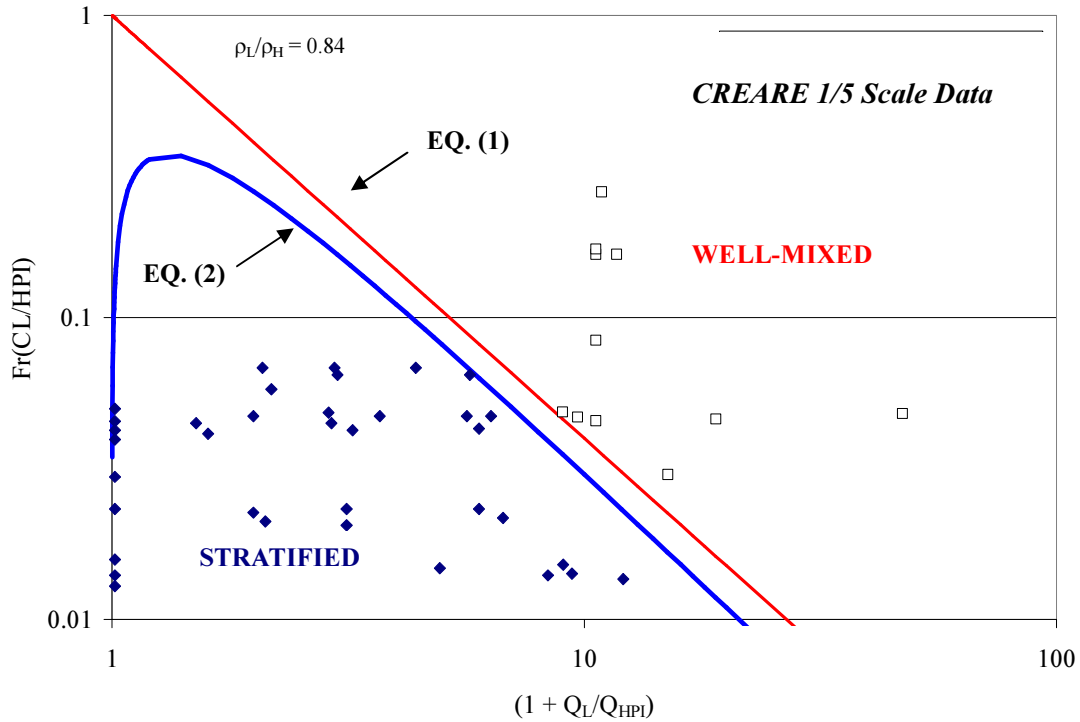 1
ρL/ρH = 0.84
CREARE 1/5 Scale Data
EQ. (1)
WELL-MIXED
EQ. (2)
Fr(CL/HPI)
0.1
STRATIFIED
0.01
1
10
100
(1 + QL/QHPI)